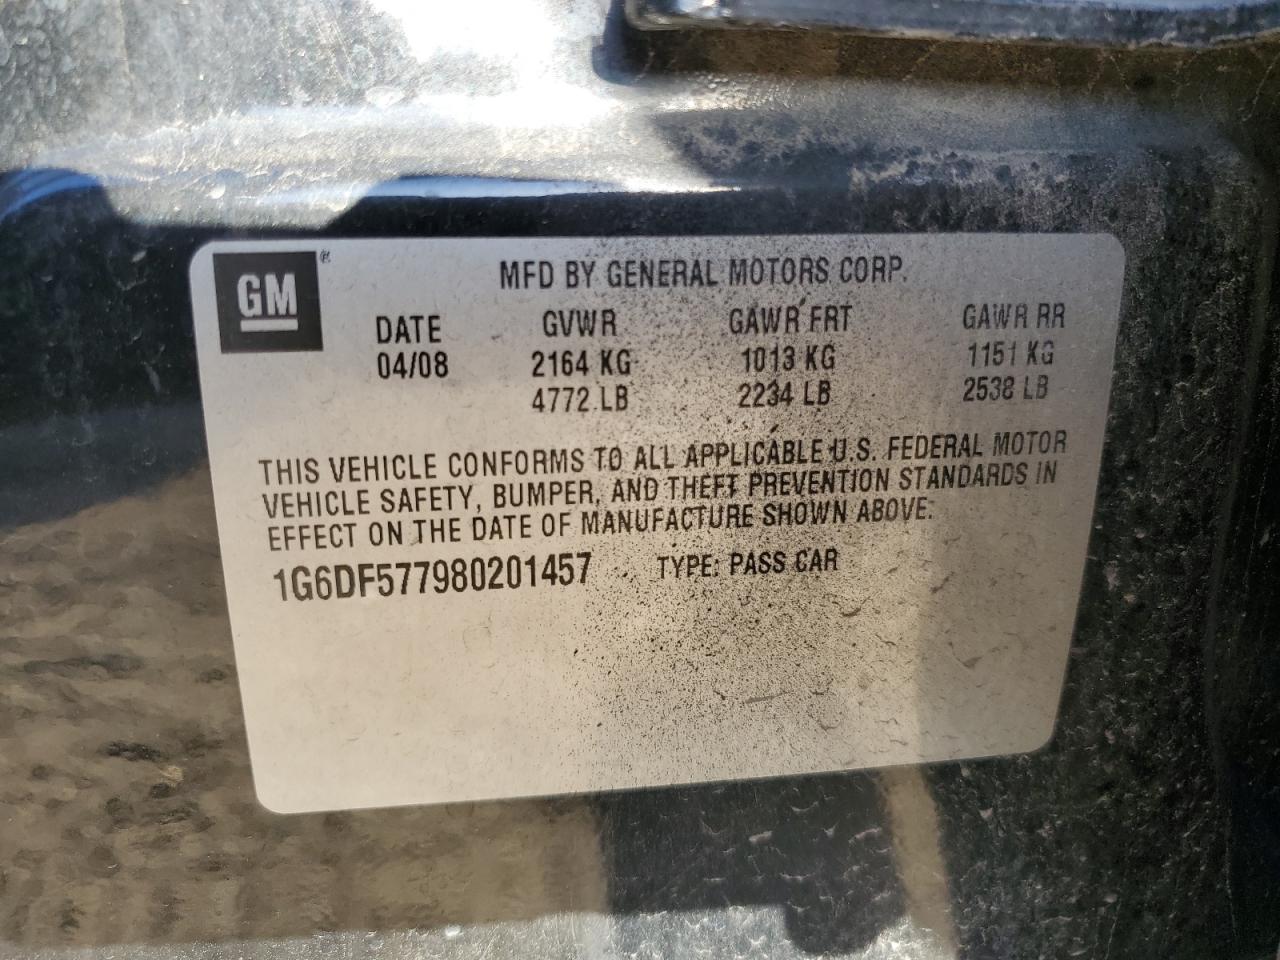 GM ®
MFD BY GENERAL MOTORS CORP.
DATE GVWR GAWR FRT GAWR RR
04/08 2164 KG 1013 KG 1151 KG
4772 LB 2234 LB 2538 LB
THIS VEHICLE CONFORMS TO ALL APPLICABLE U.S. FEDERAL MOTOR
VEHICLE SAFETY, BUMPER, AND THEFT PREVENTION STANDARDS IN
EFFECT ON THE DATE OF MANUFACTURE SHOWN ABOVE.
1G6DF577980201457 TYPE: PASS CAR